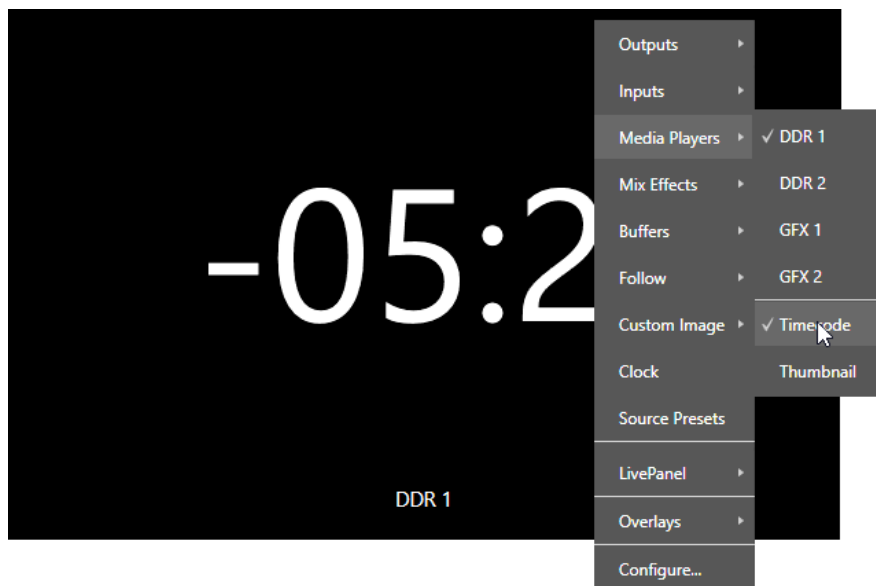 -05:2
DDR 1
Outputs
Inputs
Media Players
Mix Effects
Buffers
Follow
Custom Image
Clock
Source Presets
LivePanel
Overlays
Configure...
DDR 1
DDR 2
GFX 1
GFX 2
Timecode
Thumbnail